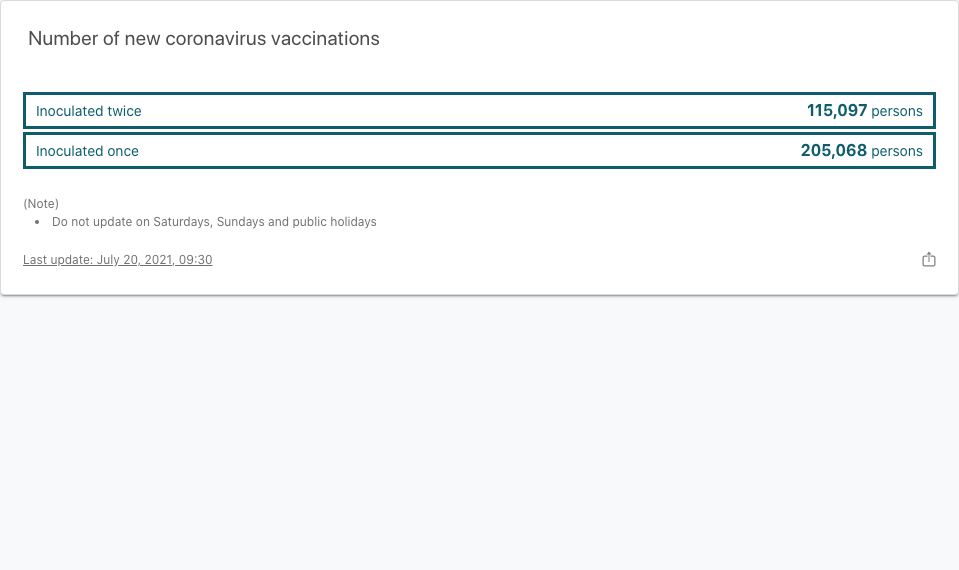 Number of new coronavirus vaccinations
Inoculated twice 115,097 persons
Inoculated once 205,068 persons
(Note)
• Do not update on Saturdays, Sundays and public holidays
Last update: July 20, 2021, 09:30